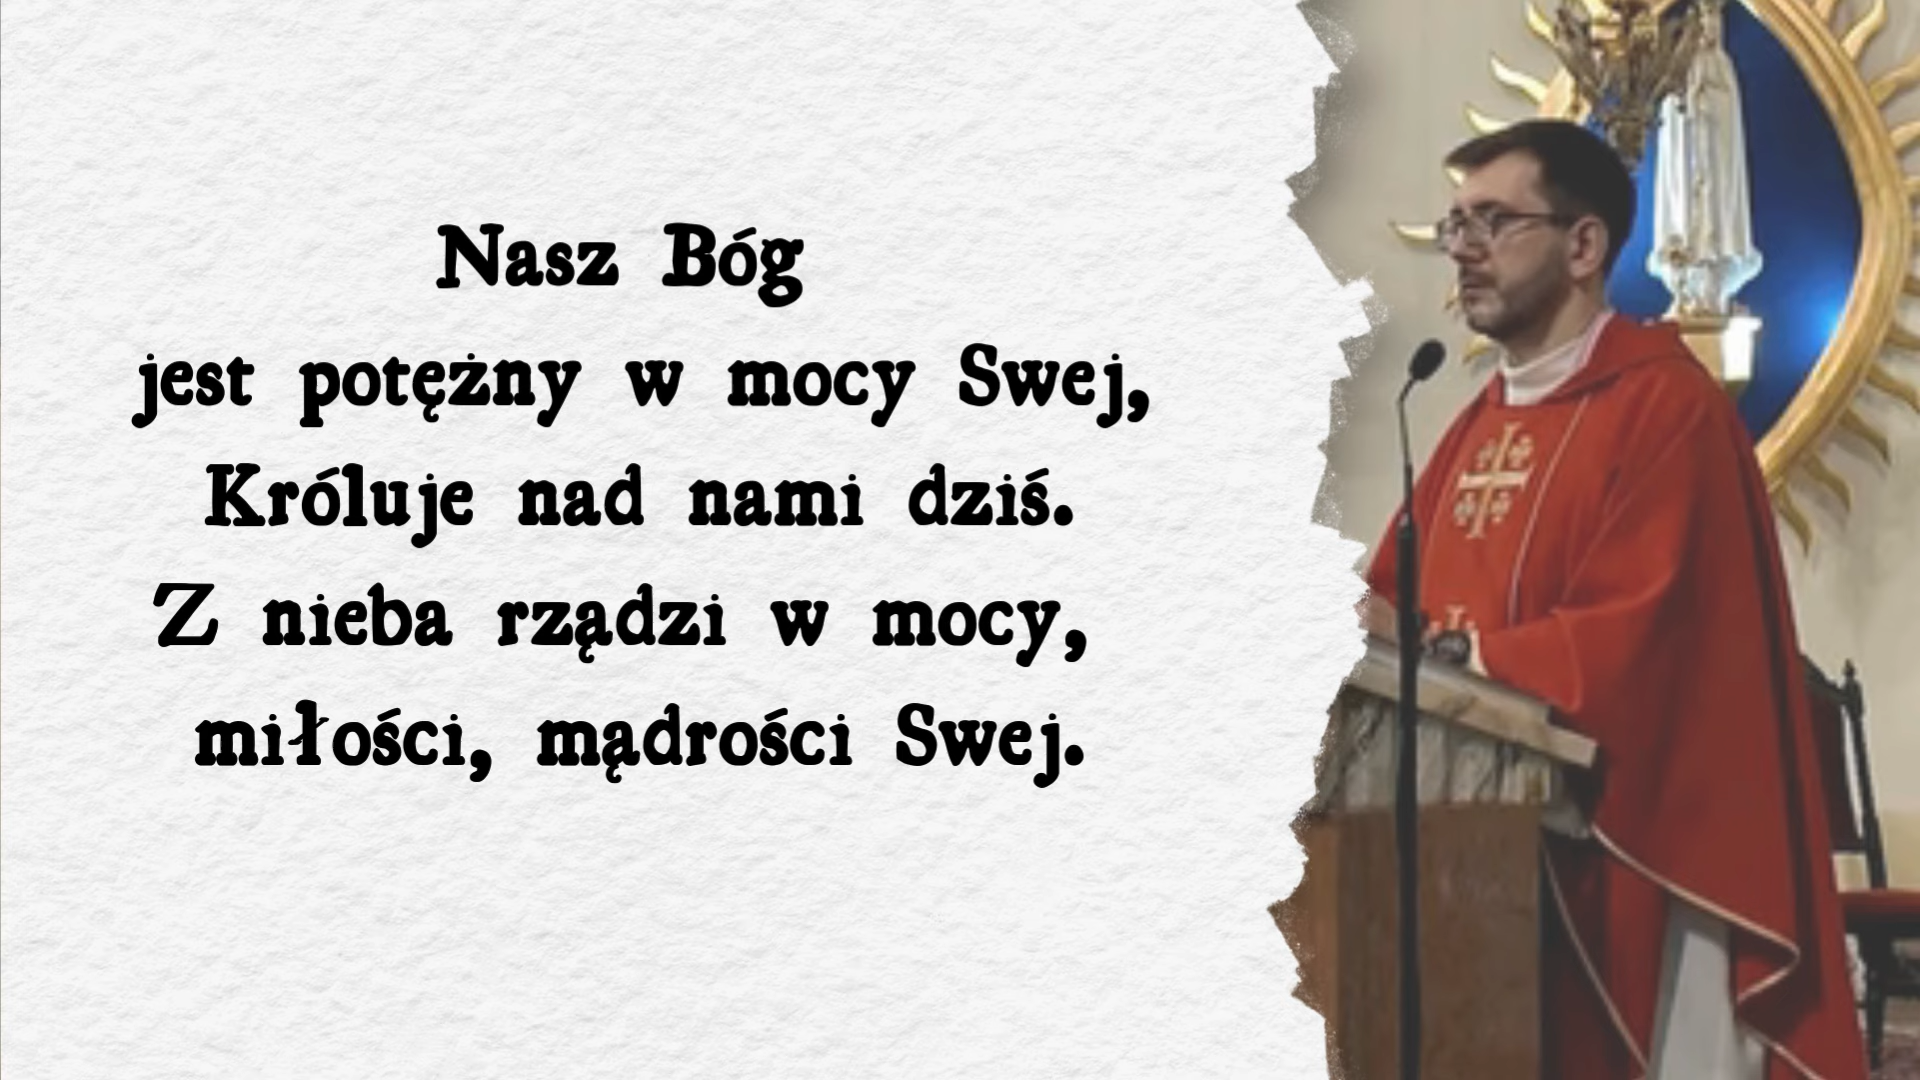 Nasz Bóg
jest potężny w mocy Swej,
Króluje nad nami dziś.
Z nieba rządzi w mocy,
miłości, mądrości Swej.